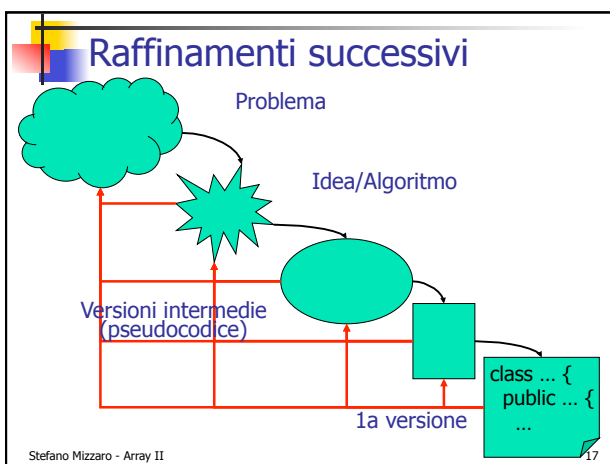 Raffinamenti successivi
Problema
Idea/Algoritmo
Versioni intermedie
(pseudocodice)
class … {
public … {
…
1a versione
Stefano Mizzaro - Array II
17